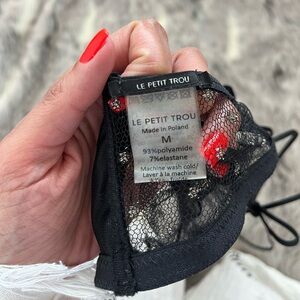 LE PETIT TROU
LE PETIT TROU
Made in Poland
M
93%polyamide
7%elastane
Machine wash cold/
Laver à la machine